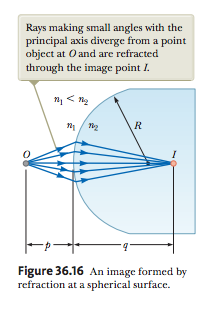 Rays making small angles with the
principal axis diverge from a point
object at O and are refracted
through the image point I.
n₁ < n₂
n₁ n₂ R
O I
p q
Figure 36.16 An image formed by
refraction at a spherical surface.